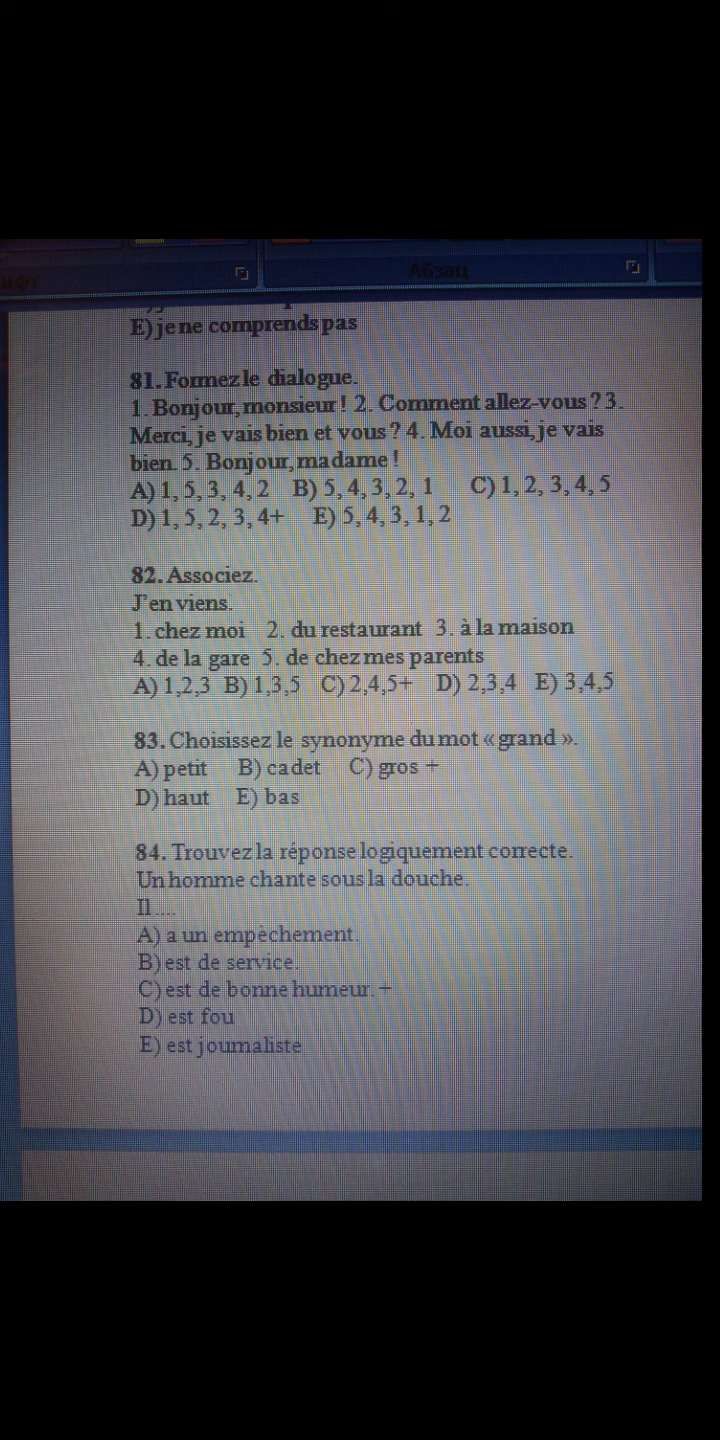 Абзац
E) je ne comprends pas
81. Formez le dialogue.
1. Bonjour, monsieur ! 2. Comment allez-vous ? 3.
Merci, je vais bien et vous ? 4. Moi aussi, je vais
bien. 5. Bonjour, madame !
A) 1, 5, 3, 4, 2 B) 5, 4, 3, 2, 1 C) 1, 2, 3, 4, 5
D) 1, 5, 2, 3, 4+ E) 5, 4, 3, 1, 2
82. Associez.
J'en viens.
1. chez moi 2. du restaurant 3. à la maison
4. de la gare 5. de chez mes parents
A) 1,2,3 B) 1,3,5 C) 2,4,5+ D) 2,3,4 E) 3,4,5
83. Choisissez le synonyme du mot « grand ».
A) petit B) cadet C) gros +
D) haut E) bas
84. Trouvez la réponse logiquement correcte.
Un homme chante sous la douche.
Il ....
A) a un empèchement.
B) est de service.
C) est de bonne humeur. +
D) est fou
E) est journaliste